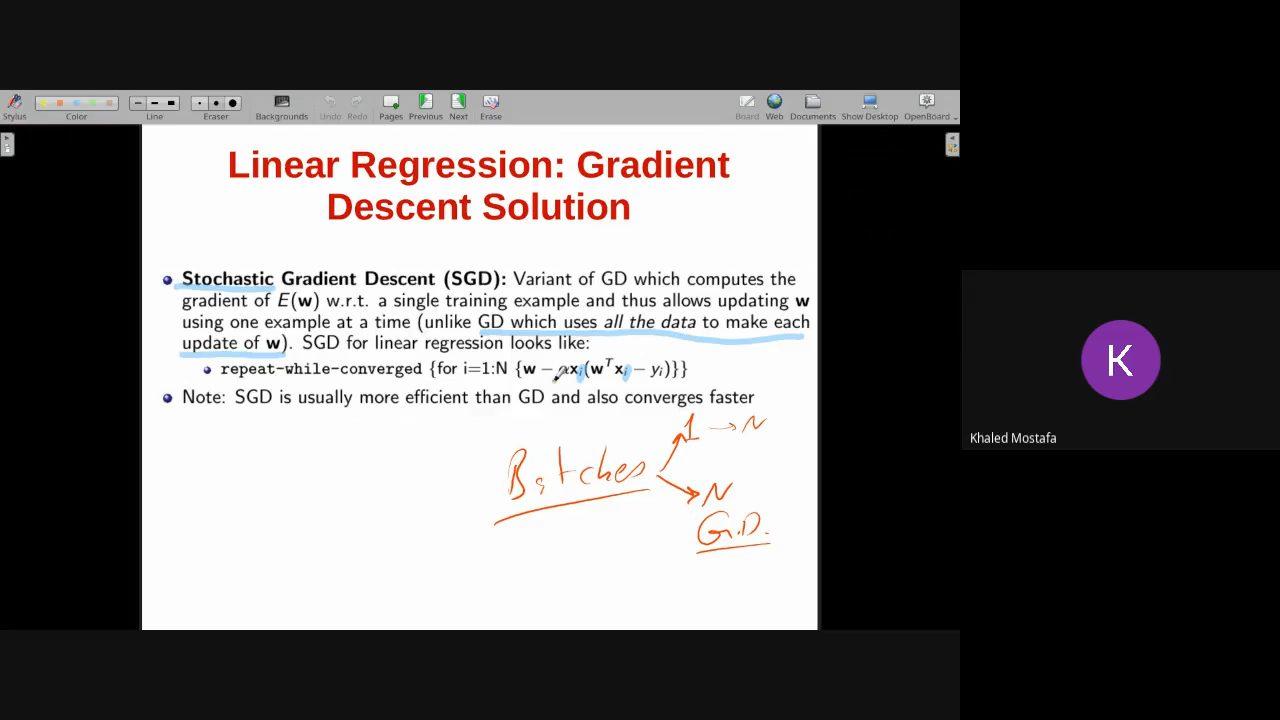 Stylus Color Line Eraser Backgrounds Undo Redo Pages Previous Next Erase Board Web Documents Show Desktop OpenBoard
Linear Regression: Gradient
Descent Solution
Stochastic Gradient Descent (SGD): Variant of GD which computes the
gradient of E(w) w.r.t. a single training example and thus allows updating w
using one example at a time (unlike GD which uses all the data to make each
update of w). SGD for linear regression looks like:
repeat-while-converged {for i=1:N {w − αxᵢ(wᵀxᵢ − yᵢ)}}
Note: SGD is usually more efficient than GD and also converges faster
1 → N
Batches
N
G.D.
K
Khaled Mostafa